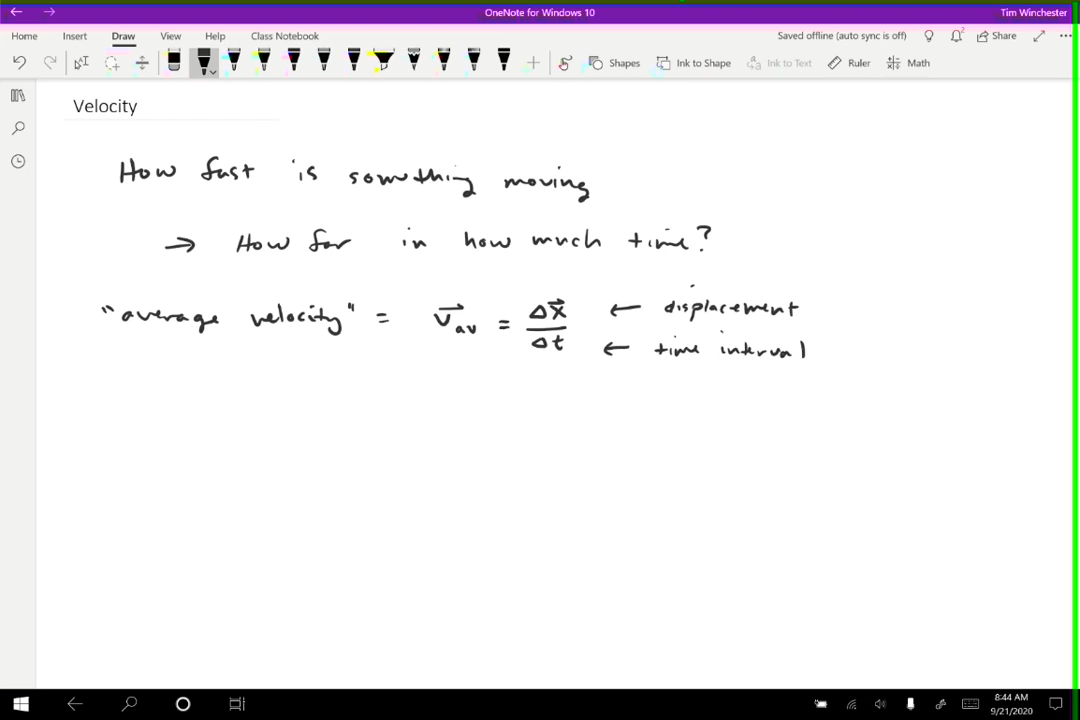 OneNote for Windows 10
Tim Winchester
Home Insert Draw View Help Class Notebook
Saved offline (auto sync is off) Share
Shapes Ink to Shape Ink to Text Ruler Math
Velocity
How fast is something moving
→ How far in how much time?
"average velocity" = v⃗av = Δx⃗ ← displacement
Δt ← time interval
8:44 AM
9/21/2020